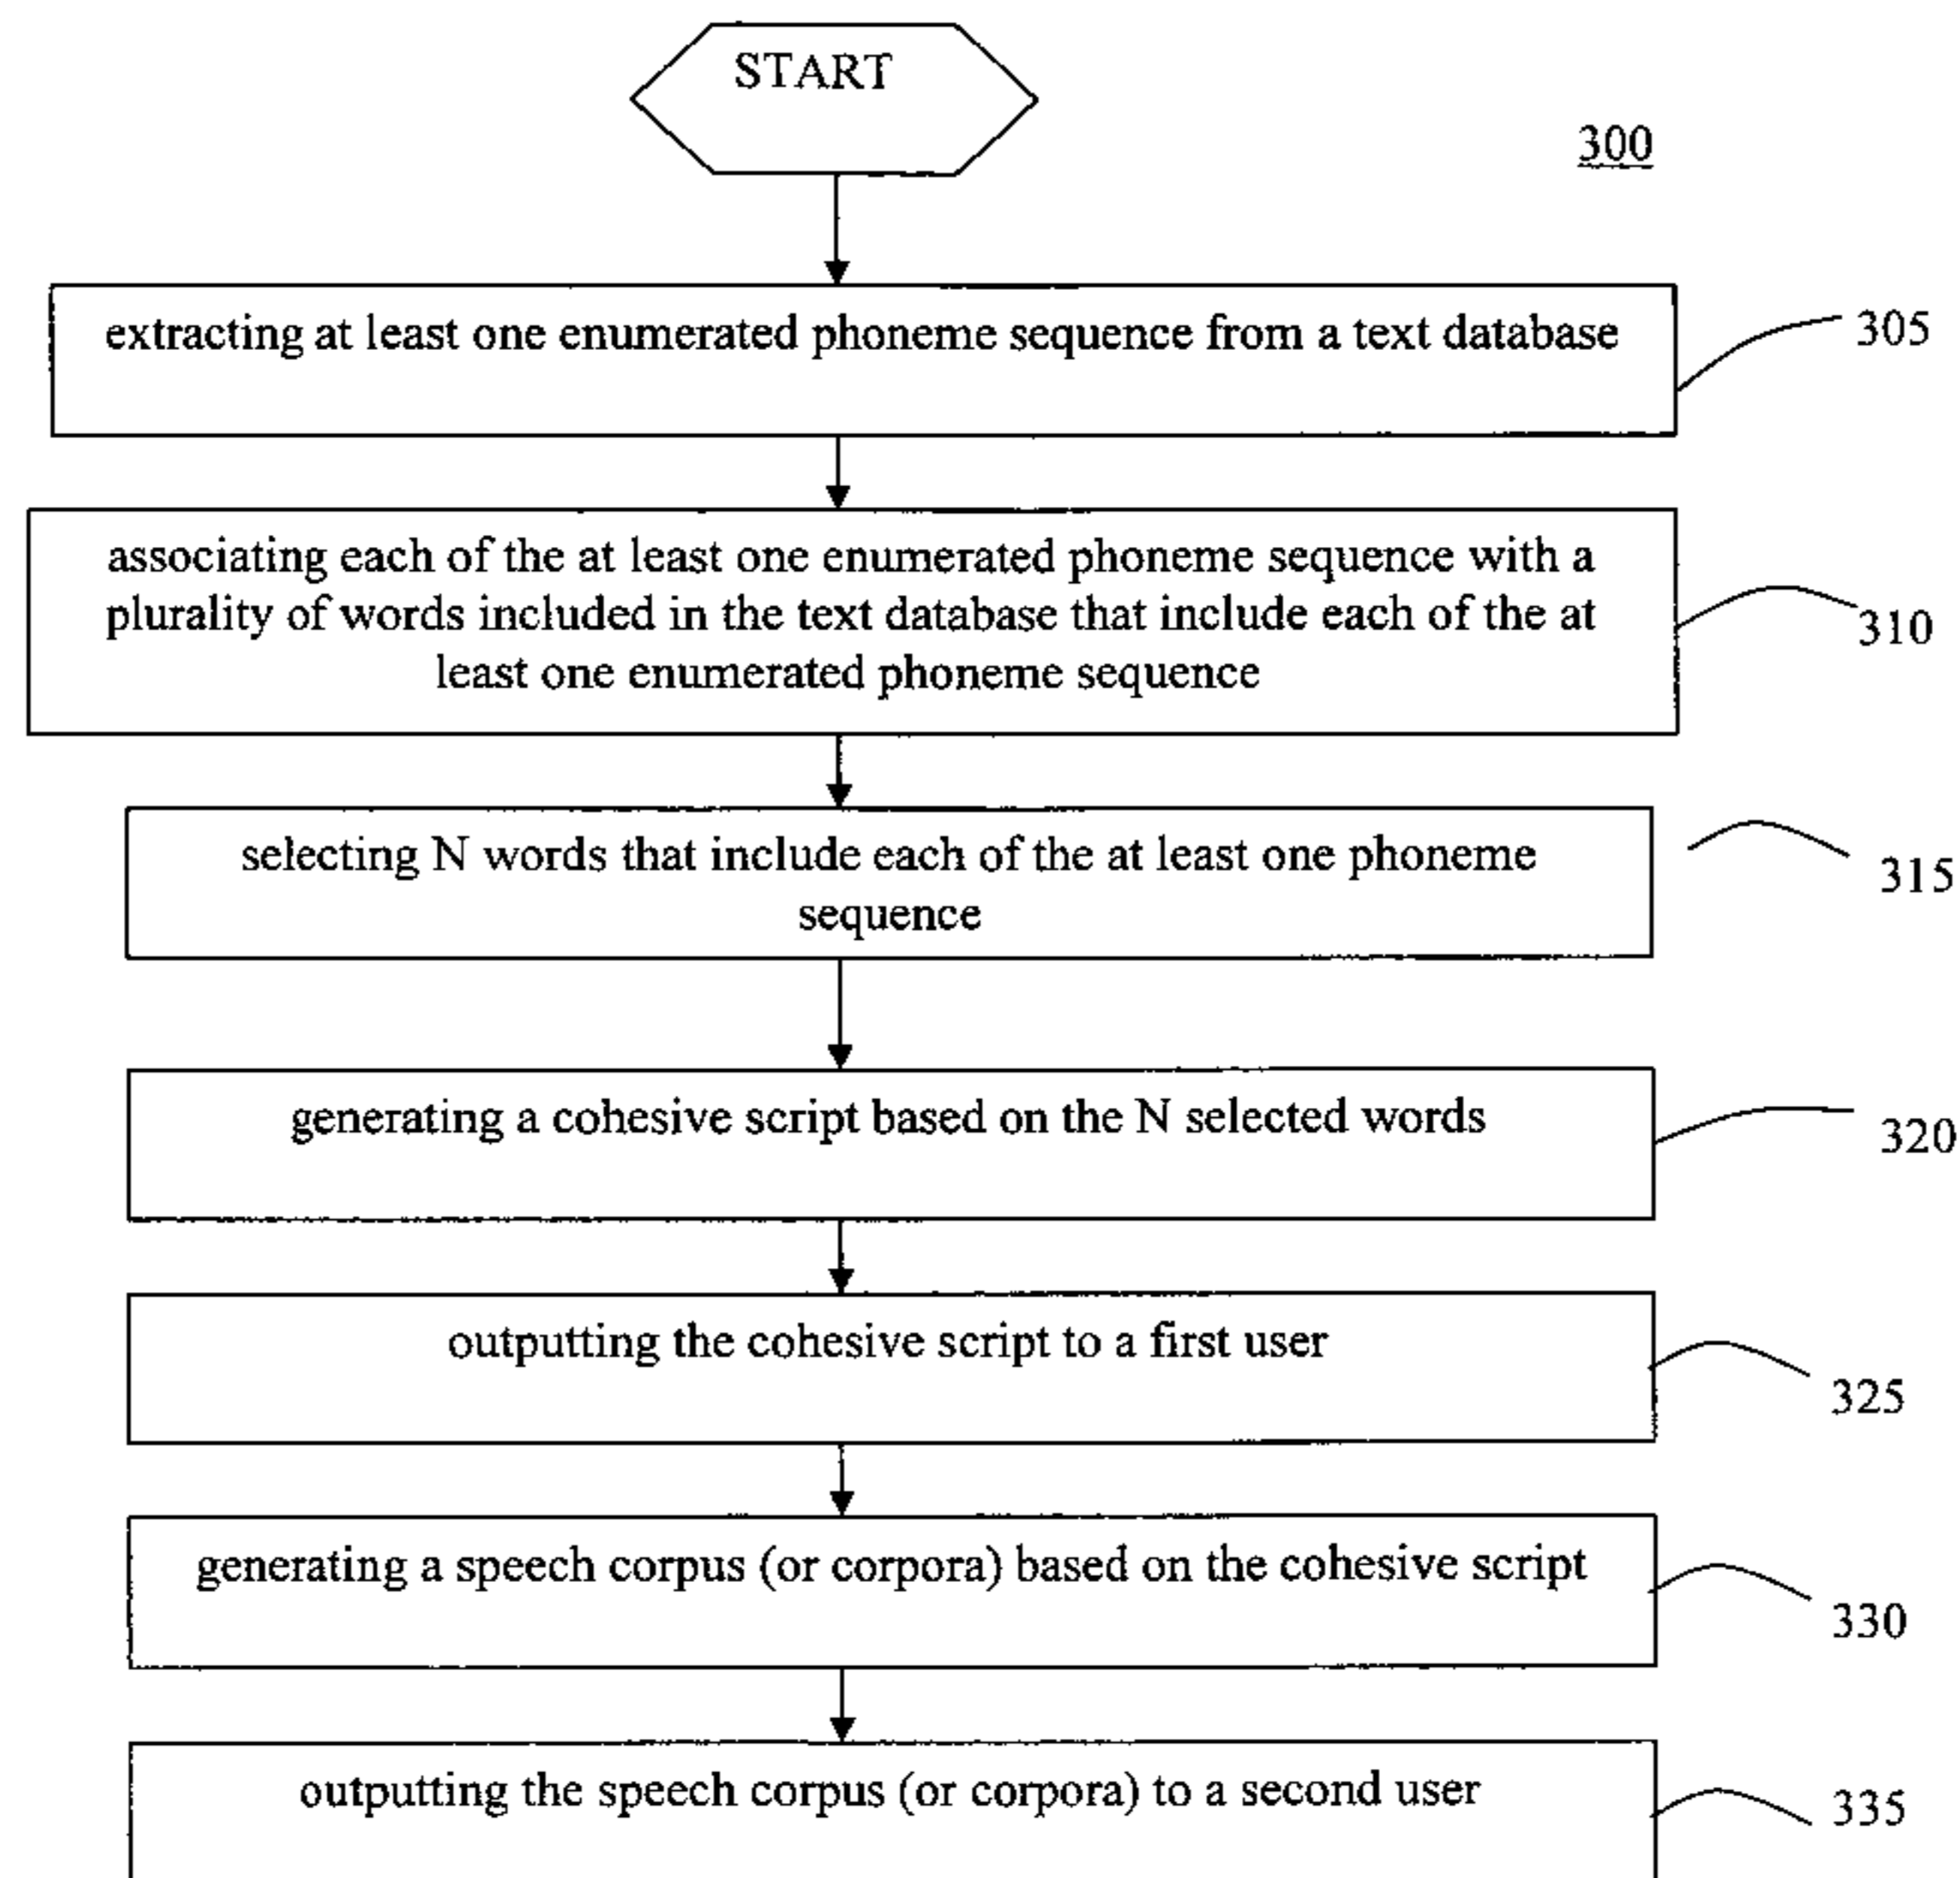 START
300
extracting at least one enumerated phoneme sequence from a text database
305
associating each of the at least one enumerated phoneme sequence with a
plurality of words included in the text database that include each of the at
least one enumerated phoneme sequence
310
selecting N words that include each of the at least one phoneme
sequence
315
generating a cohesive script based on the N selected words
320
outputting the cohesive script to a first user
325
generating a speech corpus (or corpora) based on the cohesive script
330
outputting the speech corpus (or corpora) to a second user
335